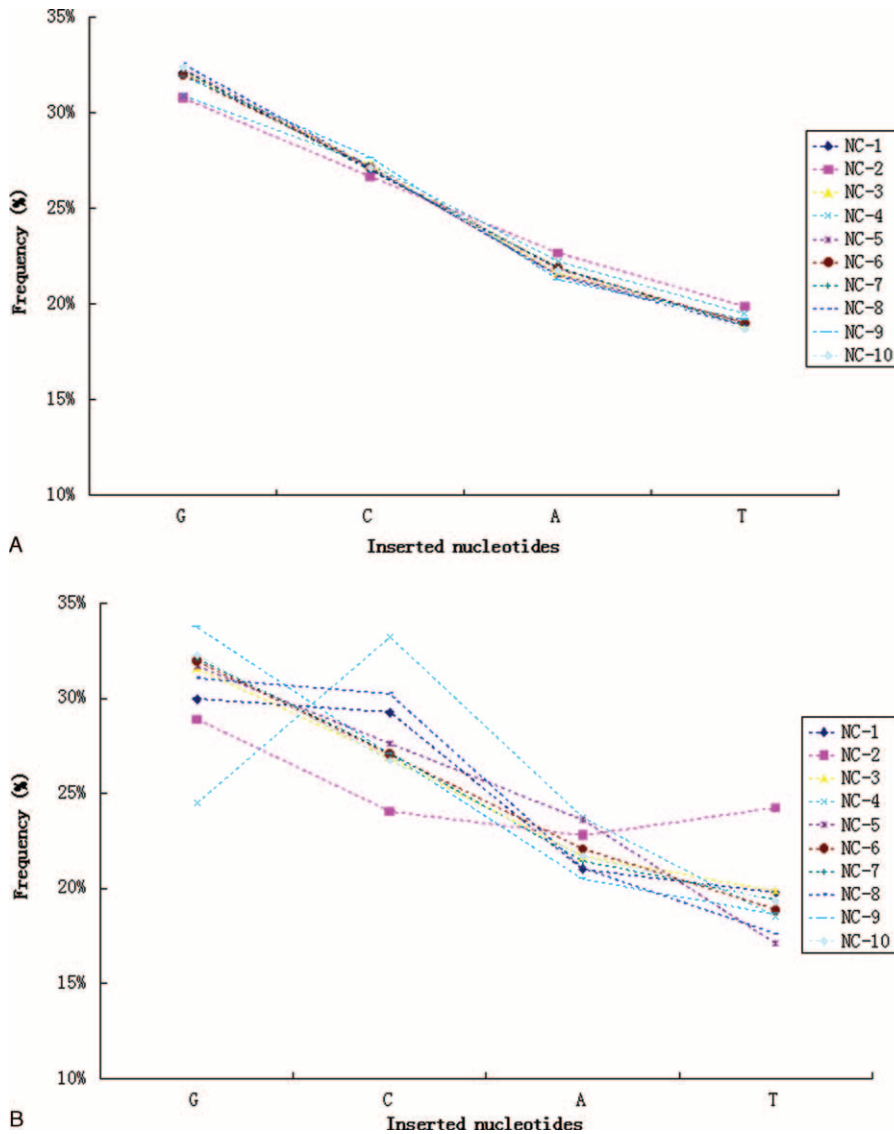 35%
30%
25%
20%
15%
10%
Frequency (%)
G C A T
Inserted nucleotides
NC-1
NC-2
NC-3
NC-4
NC-5
NC-6
NC-7
NC-8
NC-9
NC-10
A
35%
30%
25%
20%
15%
10%
Frequency (%)
G C A T
Inserted nucleotides
NC-1
NC-2
NC-3
NC-4
NC-5
NC-6
NC-7
NC-8
NC-9
NC-10
B